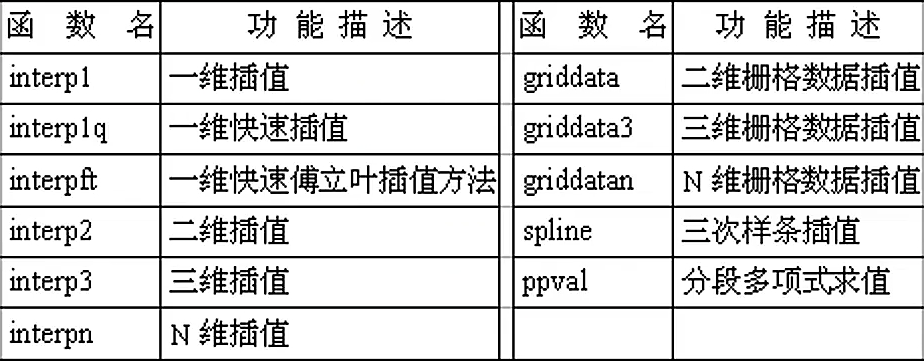 函 数 名 功 能 描 述 函 数 名 功 能 描 述
interp1 一维插值 griddata 二维栅格数据插值
interp1q 一维快速插值 griddata3 三维栅格数据插值
interpft 一维快速傅立叶插值方法 griddatan N 维栅格数据插值
interp2 二维插值 spline 三次样条插值
interp3 三维插值 ppval 分段多项式求值
interpn N 维插值